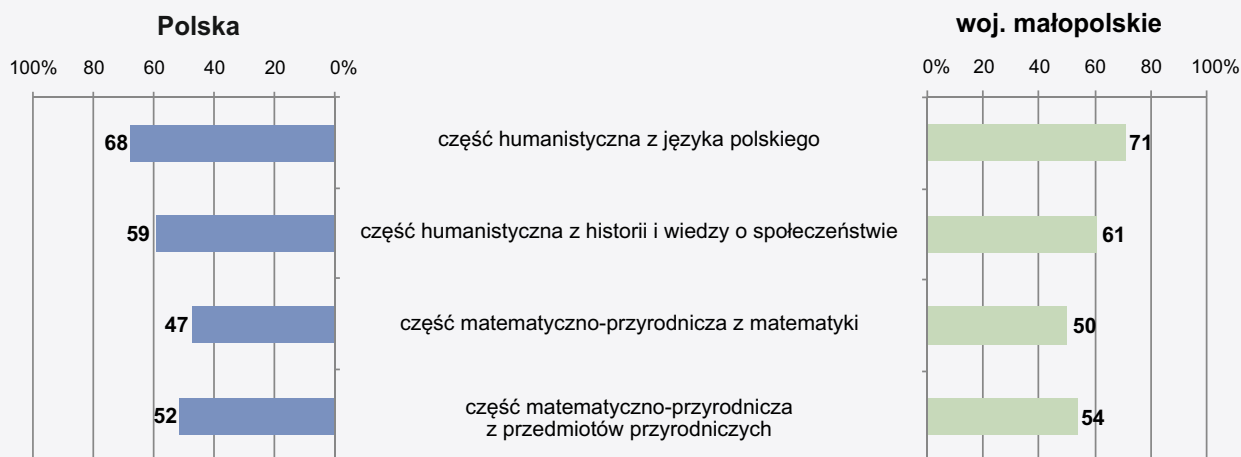 Polska
woj. małopolskie
100% 80 60 40 20 0%
0% 20 40 60 80 100%
68
część humanistyczna z języka polskiego
71
59
część humanistyczna z historii i wiedzy o społeczeństwie
61
47
część matematyczno-przyrodnicza z matematyki
50
52
część matematyczno-przyrodnicza
z przedmiotów przyrodniczych
54